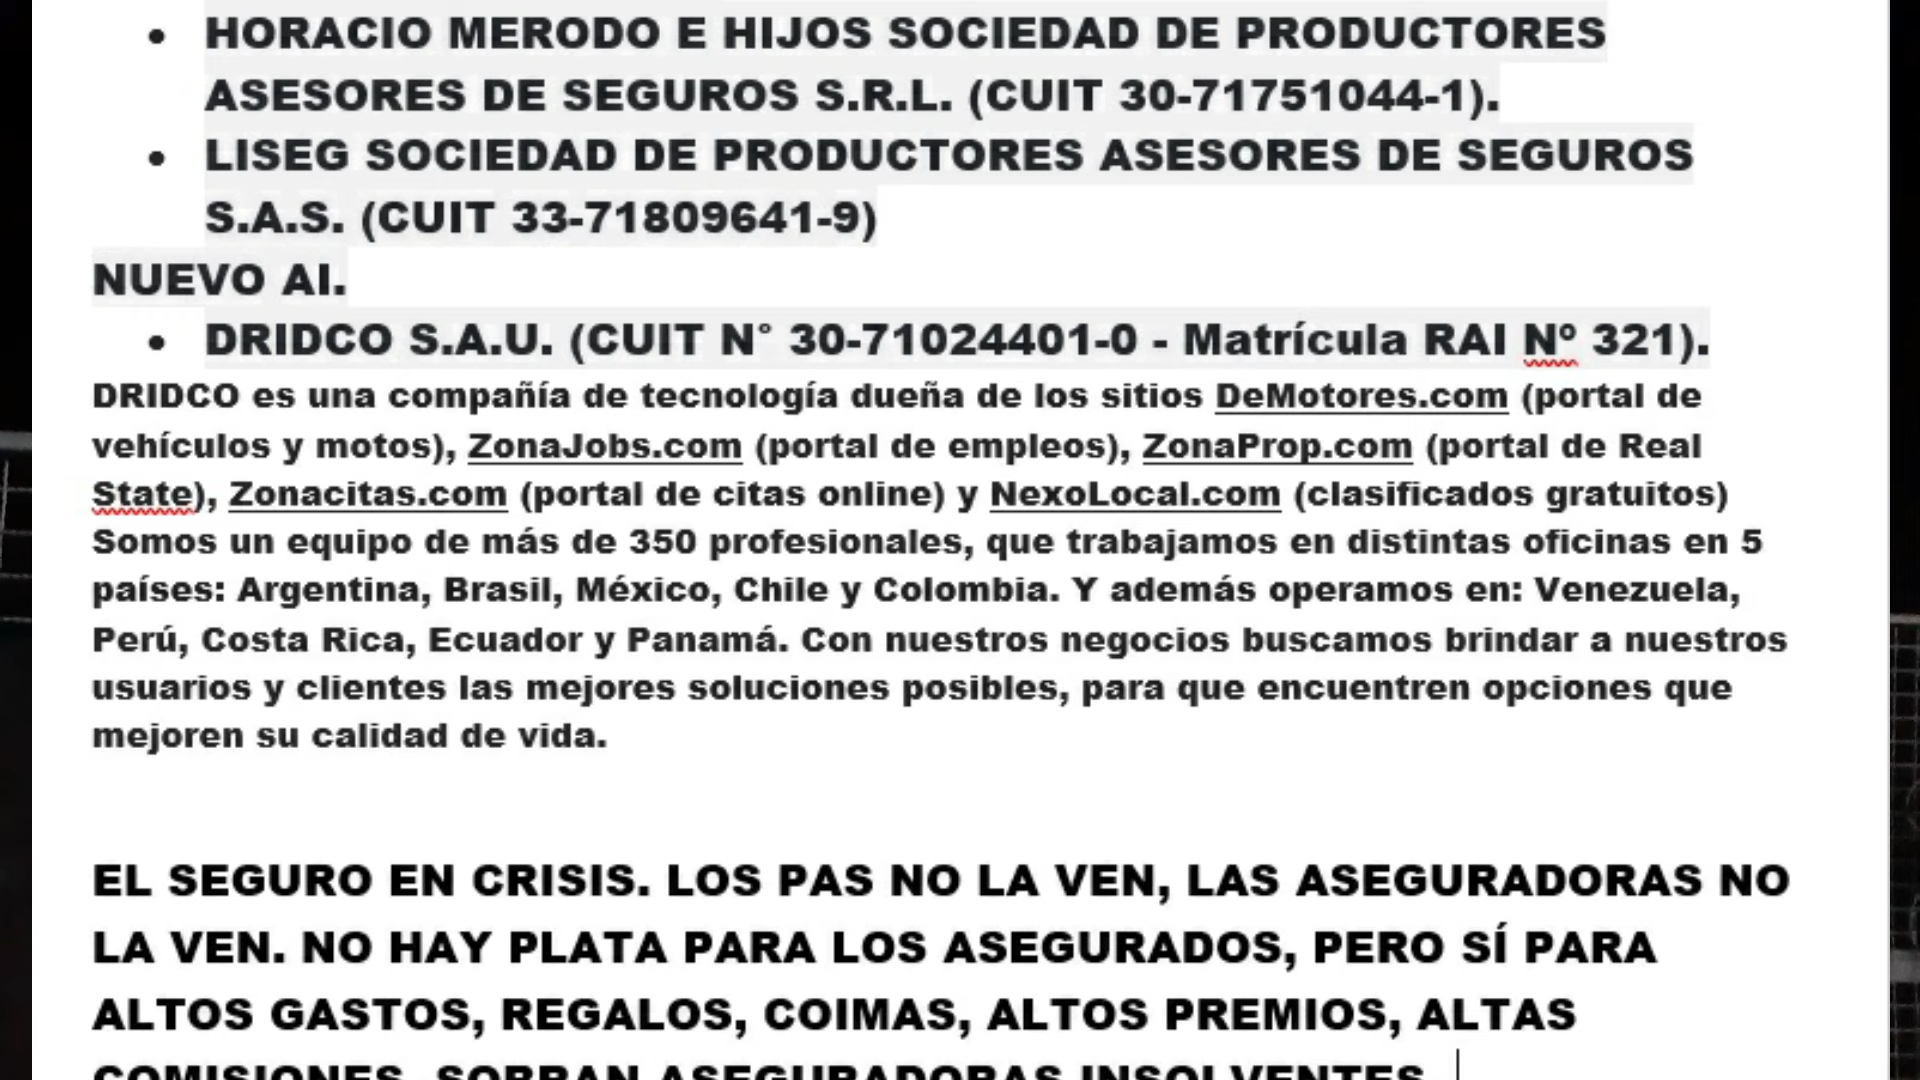 • HORACIO MERODO E HIJOS SOCIEDAD DE PRODUCTORES
ASESORES DE SEGUROS S.R.L. (CUIT 30-71751044-1).
• LISEG SOCIEDAD DE PRODUCTORES ASESORES DE SEGUROS
S.A.S. (CUIT 33-71809641-9)
NUEVO AI.
• DRIDCO S.A.U. (CUIT N° 30-71024401-0 - Matrícula RAI Nº 321).
DRIDCO es una compañía de tecnología dueña de los sitios DeMotores.com (portal de
vehículos y motos), ZonaJobs.com (portal de empleos), ZonaProp.com (portal de Real
State), Zonacitas.com (portal de citas online) y NexoLocal.com (clasificados gratuitos)
Somos un equipo de más de 350 profesionales, que trabajamos en distintas oficinas en 5
países: Argentina, Brasil, México, Chile y Colombia. Y además operamos en: Venezuela,
Perú, Costa Rica, Ecuador y Panamá. Con nuestros negocios buscamos brindar a nuestros
usuarios y clientes las mejores soluciones posibles, para que encuentren opciones que
mejoren su calidad de vida.
EL SEGURO EN CRISIS. LOS PAS NO LA VEN, LAS ASEGURADORAS NO
LA VEN. NO HAY PLATA PARA LOS ASEGURADOS, PERO SÍ PARA
ALTOS GASTOS, REGALOS, COIMAS, ALTOS PREMIOS, ALTAS
COMISIONES. SOBRAN ASEGURADORAS INSOLVENTES.